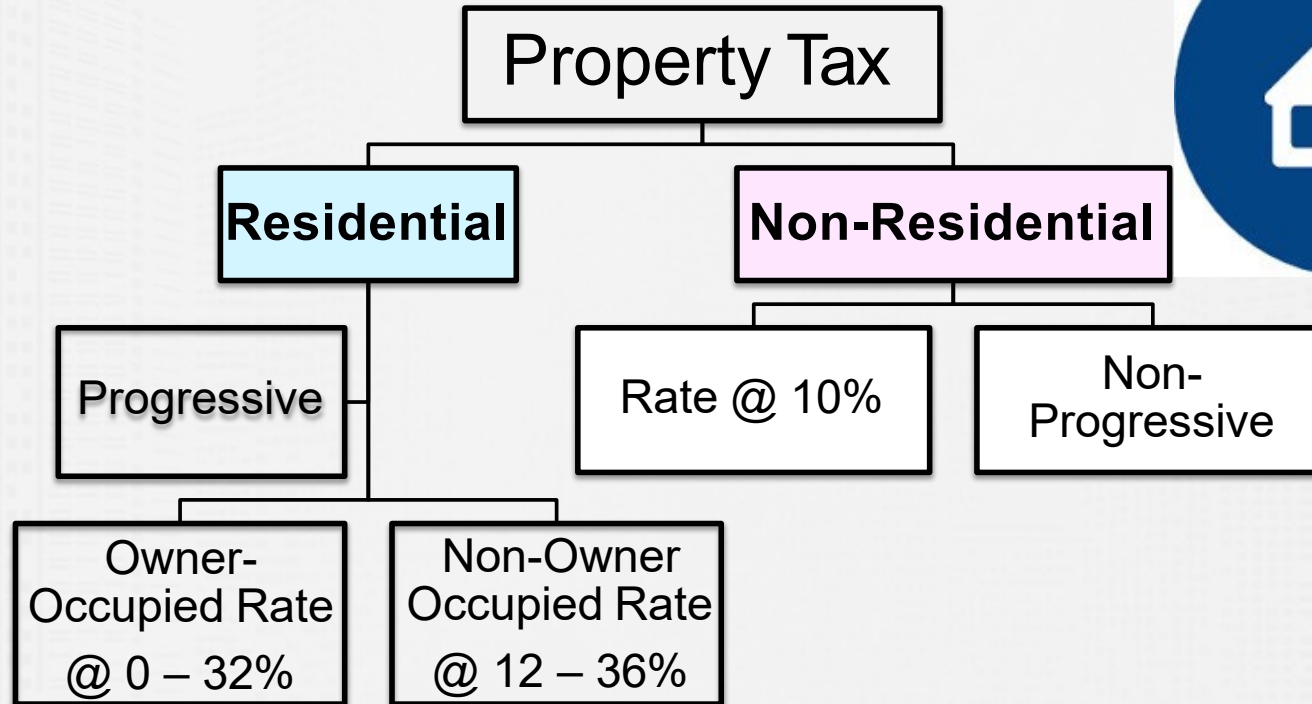 Property Tax
Residential
Non-Residential
Progressive
Rate @ 10%
Non-
Progressive
Owner-
Occupied Rate
@ 0 – 32%
Non-Owner
Occupied Rate
@ 12 – 36%